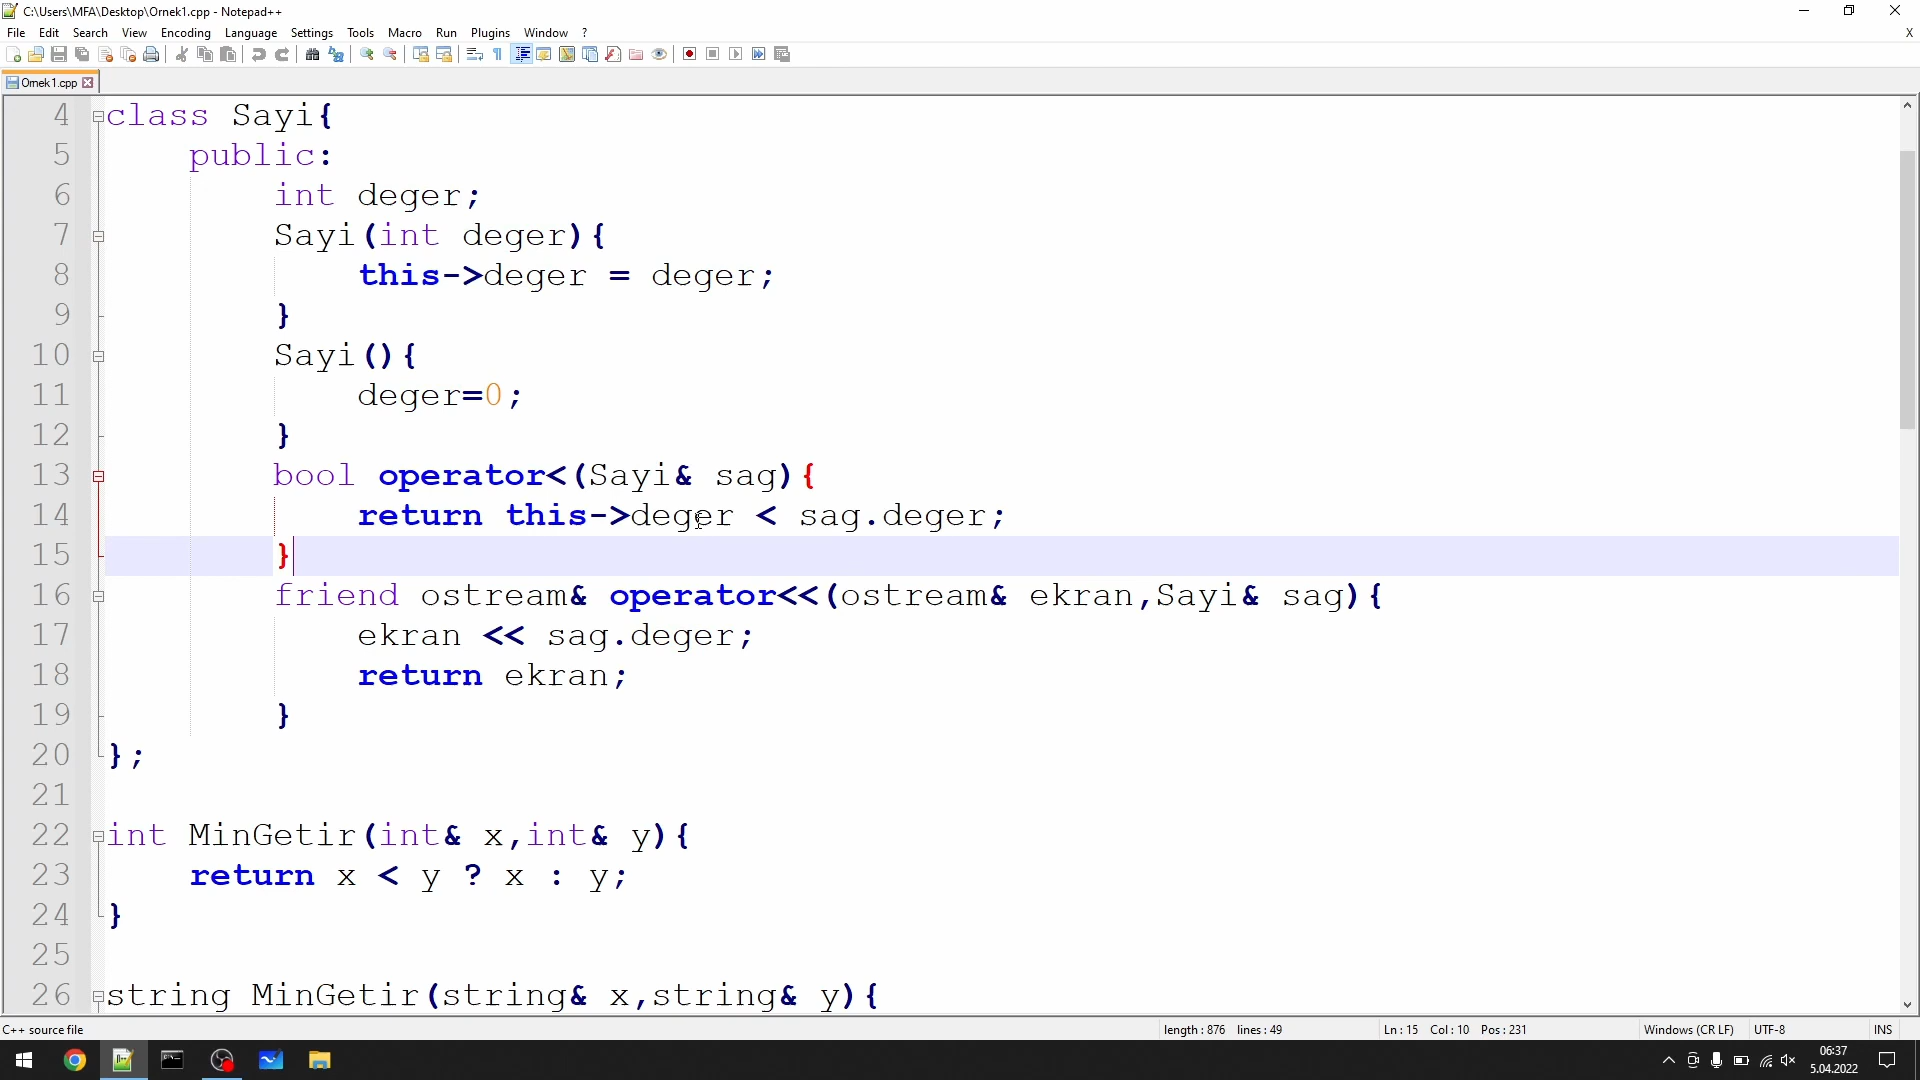 C:\Users\MFA\Desktop\Ornek1.cpp - Notepad++
File Edit Search View Encoding Language Settings Tools Macro Run Plugins Window ? X
Ornek1.cpp
4 class Sayi{
5 public:
6 int deger;
7 Sayi(int deger){
8 this->deger = deger;
9 }
10 Sayi(){
11 deger=0;
12 }
13 bool operator<(Sayi& sag){
14 return this->deger < sag.deger;
15 }
16 friend ostream& operator<<(ostream& ekran,Sayi& sag){
17 ekran << sag.deger;
18 return ekran;
19 }
20 };
21
22 int MinGetir(int& x,int& y){
23 return x < y ? x : y;
24 }
25
26 string MinGetir(string& x,string& y){
C++ source file length : 876 lines : 49 Ln : 15 Col : 10 Pos : 231 Windows (CR LF) UTF-8 INS
06:37
5.04.2022